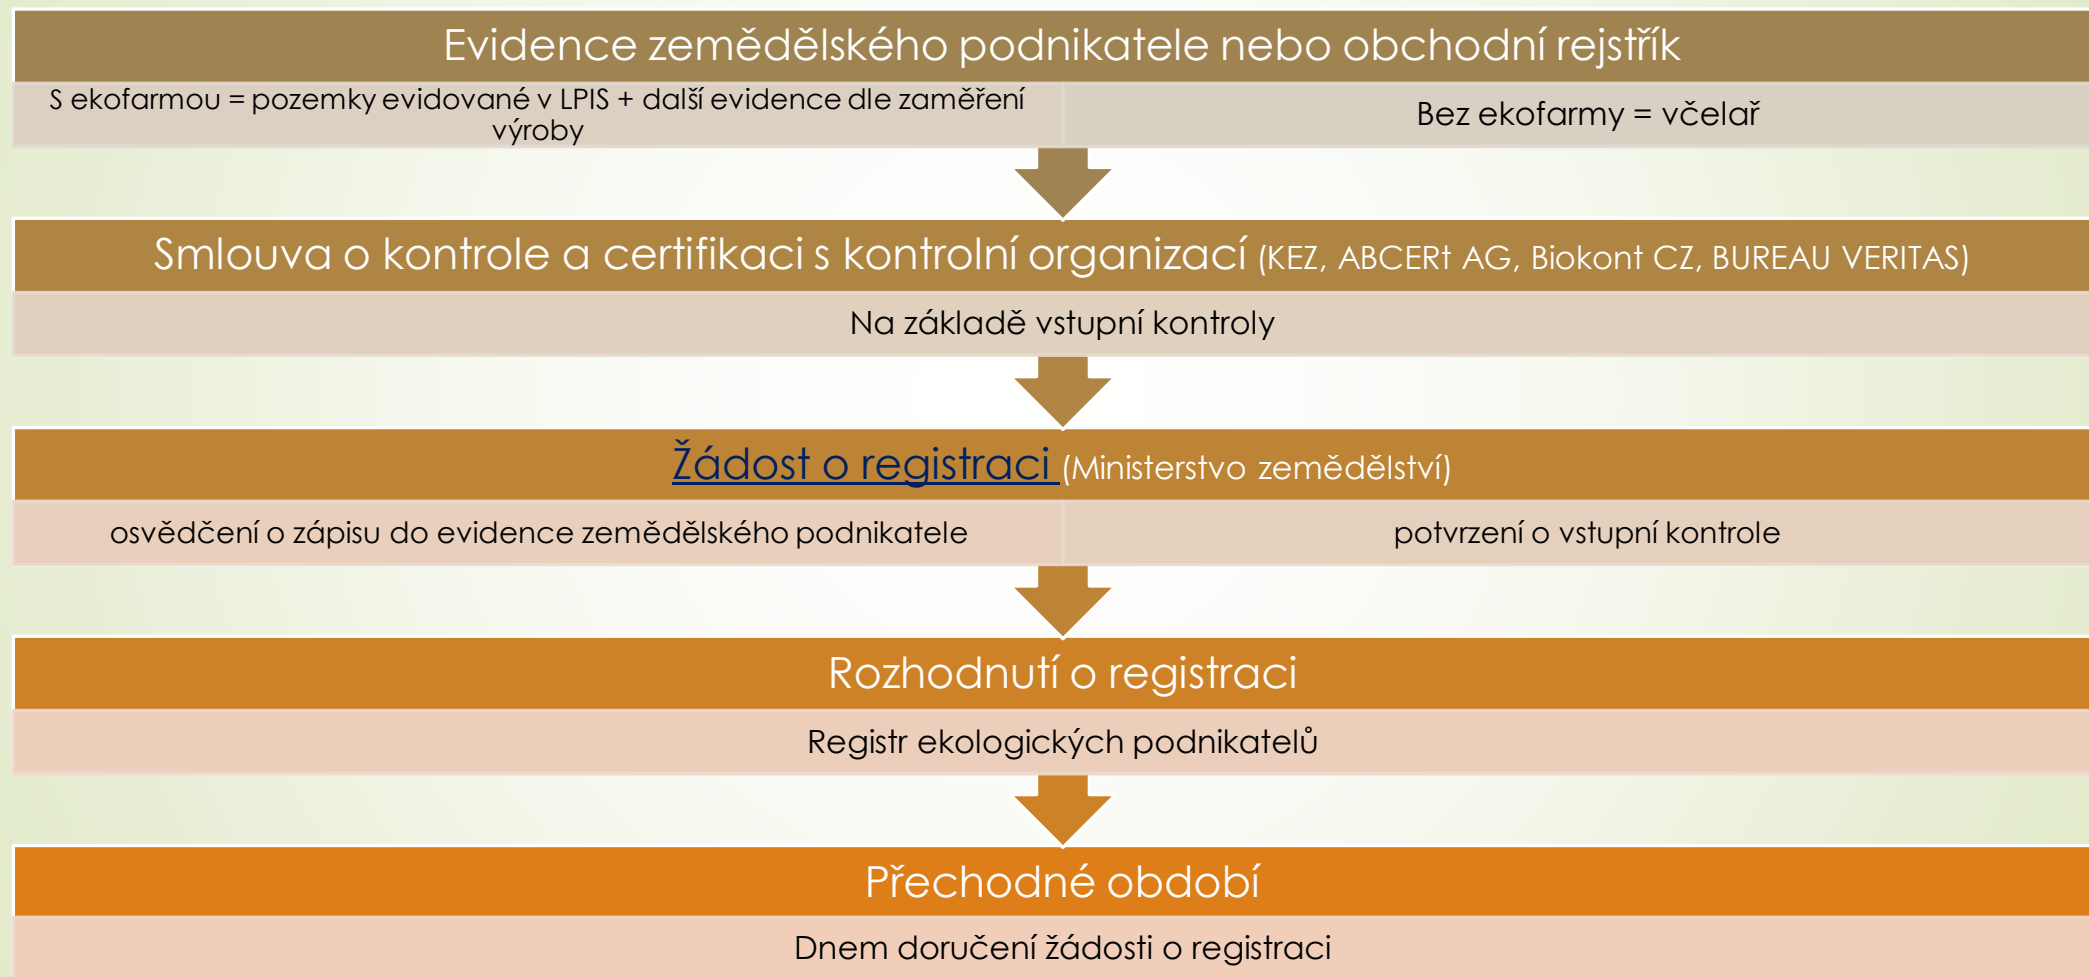 Evidence zemědělského podnikatele nebo obchodní rejstřík
S ekofarmou = pozemky evidované v LPIS + další evidence dle zaměření
výroby
Bez ekofarmy = včelař
Smlouva o kontrole a certifikaci s kontrolní organizací (KEZ, ABCERt AG, Biokont CZ, BUREAU VERITAS)
Na základě vstupní kontroly
Žádost o registraci (Ministerstvo zemědělství)
osvědčení o zápisu do evidence zemědělského podnikatele
potvrzení o vstupní kontrole
Rozhodnutí o registraci
Registr ekologických podnikatelů
Přechodné období
Dnem doručení žádosti o registraci